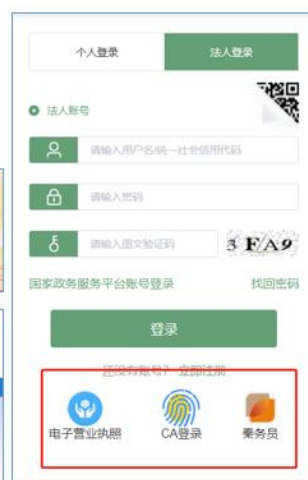 个人登录 法人登录
法人账号
请输入用户名/统一社会信用代码
请输入密码
请输入图文验证码 3FA9
国家政务服务平台账号登录 找回密码
登录
还没有账号? 立即注册
电子营业执照 CA登录 秦务员